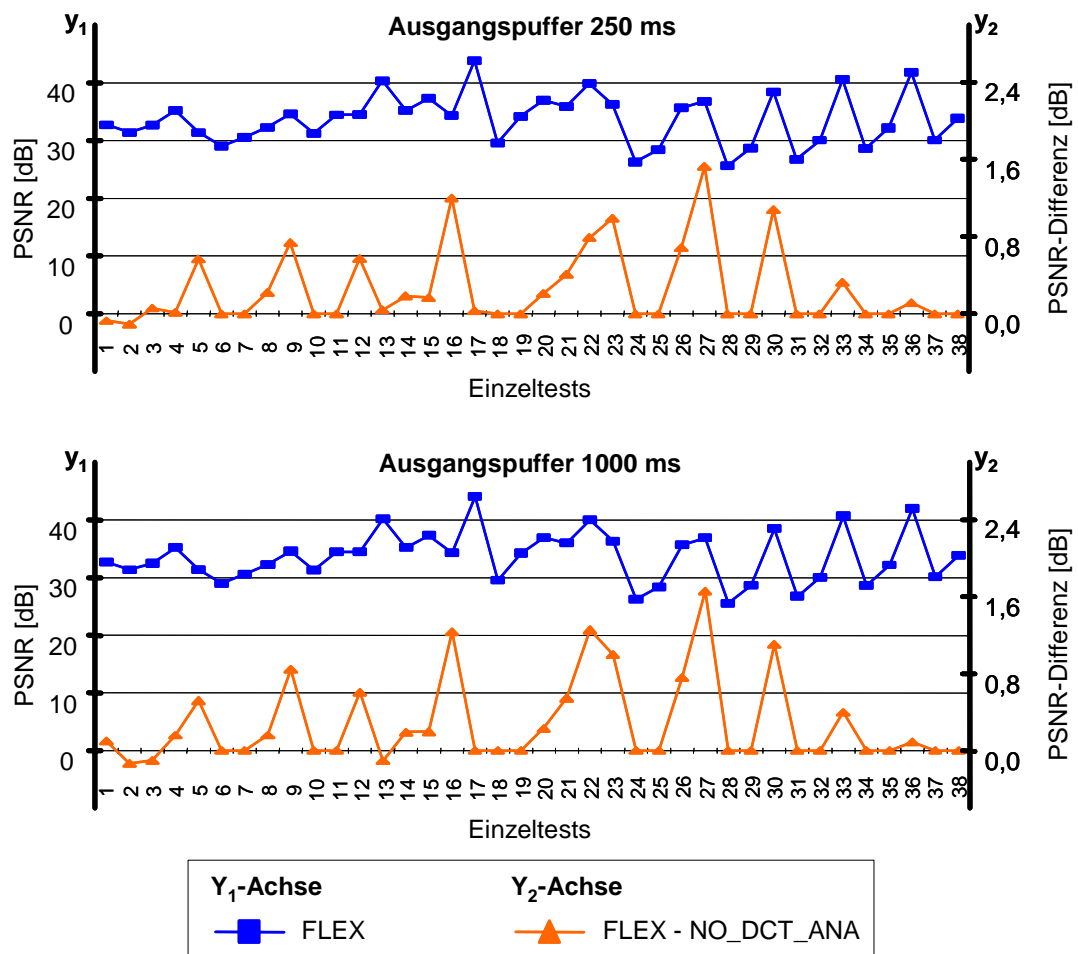 y1 Ausgangspuffer 250 ms y2
PSNR [dB]
40
30
20
10
0
2,4
1,6
0,8
0,0
PSNR-Differenz [dB]
1 2 3 4 5 6 7 8 9 10 11 12 13 14 15 16 17 18 19 20 21 22 23 24 25 26 27 28 29 30 31 32 33 34 35 36 37 38
Einzeltests
y1 Ausgangspuffer 1000 ms y2
PSNR [dB]
40
30
20
10
0
2,4
1,6
0,8
0,0
PSNR-Differenz [dB]
1 2 3 4 5 6 7 8 9 10 11 12 13 14 15 16 17 18 19 20 21 22 23 24 25 26 27 28 29 30 31 32 33 34 35 36 37 38
Einzeltests
Y1-Achse Y2-Achse
FLEX FLEX - NO_DCT_ANA